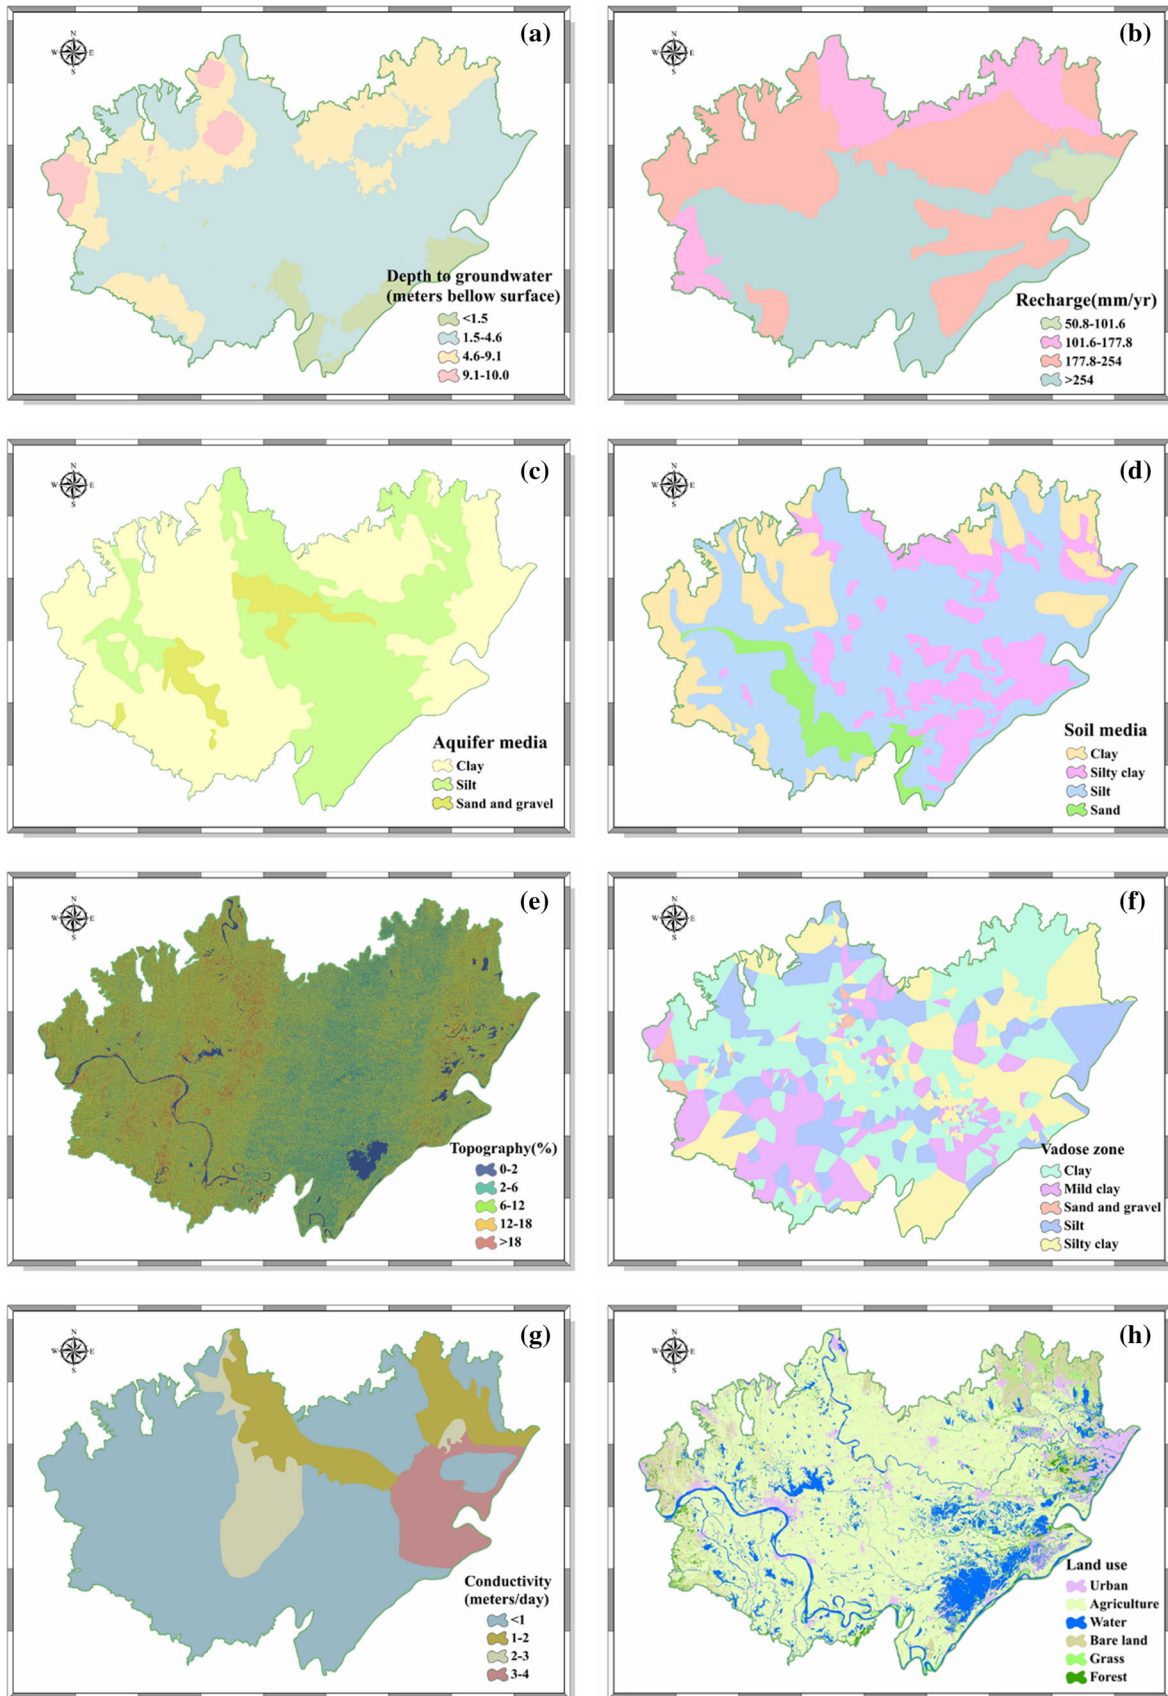 (a)
N
W E
S
Depth to groundwater
(meters bellow surface)
<1.5
1.5-4.6
4.6-9.1
9.1-10.0
(b)
N
W E
S
Recharge(mm/yr)
50.8-101.6
101.6-177.8
177.8-254
>254
(c)
N
W E
S
Aquifer media
Clay
Silt
Sand and gravel
(d)
N
W E
S
Soil media
Clay
Silty clay
Silt
Sand
(e)
N
W E
S
Topography(%)
0-2
2-6
6-12
12-18
>18
(f)
N
W E
S
Vadose zone
Clay
Mild clay
Sand and gravel
Silt
Silty clay
(g)
N
W E
S
Conductivity
(meters/day)
<1
1-2
2-3
3-4
(h)
N
W E
S
Land use
Urban
Agriculture
Water
Bare land
Grass
Forest